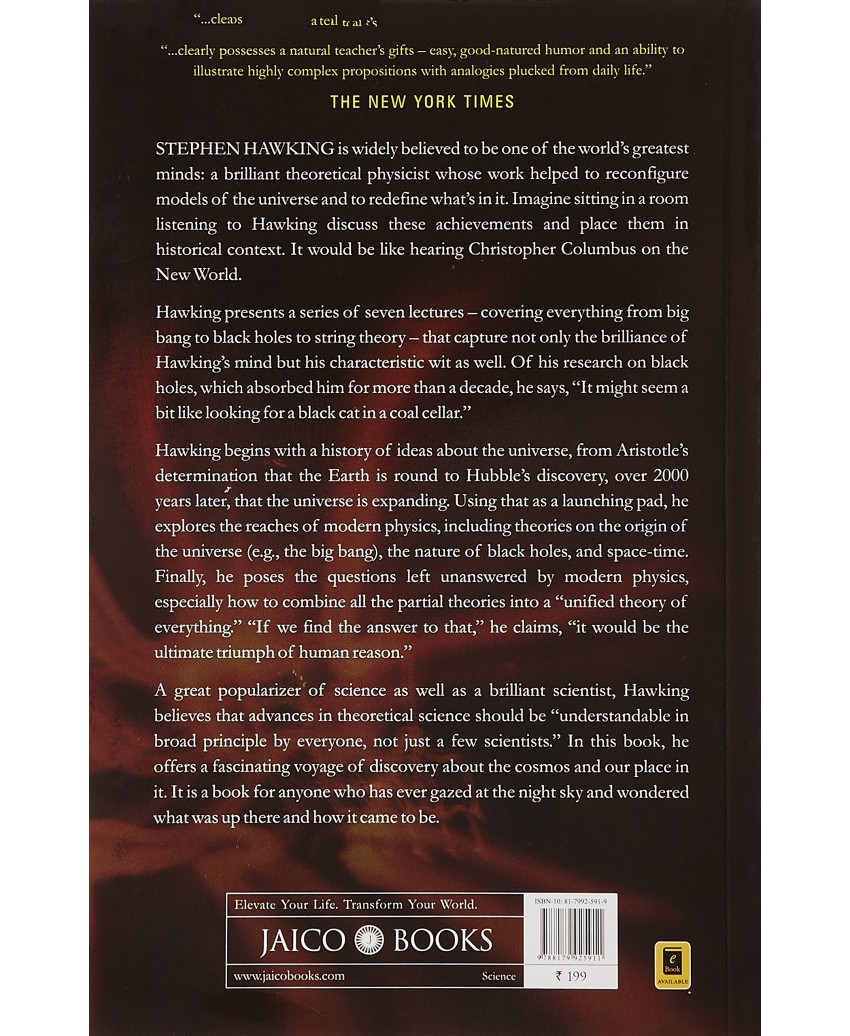 “...clearly possesses a natural teacher’s gifts – easy, good-natured humor and an ability to
illustrate highly complex propositions with analogies plucked from daily life.”
THE NEW YORK TIMES
STEPHEN HAWKING is widely believed to be one of the world’s greatest
minds: a brilliant theoretical physicist whose work helped to reconfigure
models of the universe and to redefine what’s in it. Imagine sitting in a room
listening to Hawking discuss these achievements and place them in
historical context. It would be like hearing Christopher Columbus on the
New World.
Hawking presents a series of seven lectures – covering everything from big
bang to black holes to string theory – that capture not only the brilliance of
Hawking’s mind but his characteristic wit as well. Of his research on black
holes, which absorbed him for more than a decade, he says, “It might seem a
bit like looking for a black cat in a coal cellar.”
Hawking begins with a history of ideas about the universe, from Aristotle’s
determination that the Earth is round to Hubble’s discovery, over 2000
years later, that the universe is expanding. Using that as a launching pad, he
explores the reaches of modern physics, including theories on the origin of
the universe (e.g., the big bang), the nature of black holes, and space-time.
Finally, he poses the questions left unanswered by modern physics,
especially how to combine all the partial theories into a “unified theory of
everything.” “If we find the answer to that,” he claims, “it would be the
ultimate triumph of human reason.”
A great popularizer of science as well as a brilliant scientist, Hawking
believes that advances in theoretical science should be “understandable in
broad principle by everyone, not just a few scientists.” In this book, he
offers a fascinating voyage of discovery about the cosmos and our place in
it. It is a book for anyone who has ever gazed at the night sky and wondered
what was up there and how it came to be.
Elevate Your Life. Transform Your World.
JAICO J BOOKS
www.jaicobooks.com Science
ISBN-10: 81-7992-591-9
9788179925911
₹ 199
e
Book
AVAILABLE